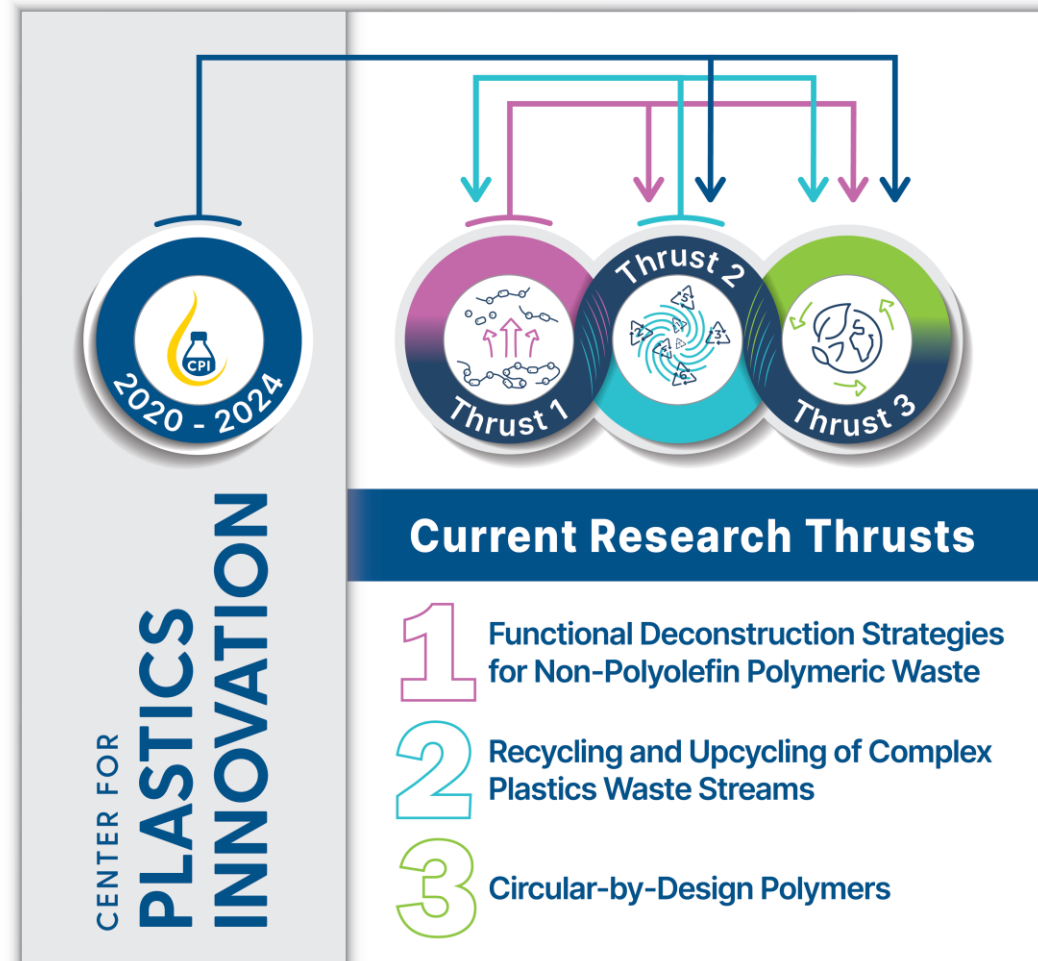 CENTER FOR
PLASTICS
INNOVATION
CPI
2020 - 2024
Thrust 1
Thrust 2
Thrust 3
Current Research Thrusts
1
Functional Deconstruction Strategies
for Non-Polyolefin Polymeric Waste
2
Recycling and Upcycling of Complex
Plastics Waste Streams
3
Circular-by-Design Polymers